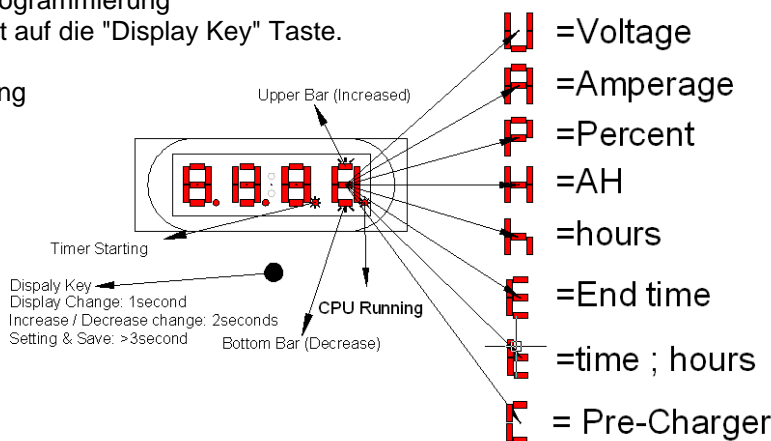 ogrammierung
t auf die "Display Key" Taste.
ng
Upper Bar (Increased)
Timer Starting
Dispaly Key
Display Change: 1second
Increase / Decrease change: 2seconds
Setting & Save: >3second
CPU Running
Bottom Bar (Decrease)
U =Voltage
A =Amperage
P =Percent
H =AH
h =hours
E =End time
t =time ; hours
C = Pre-Charger